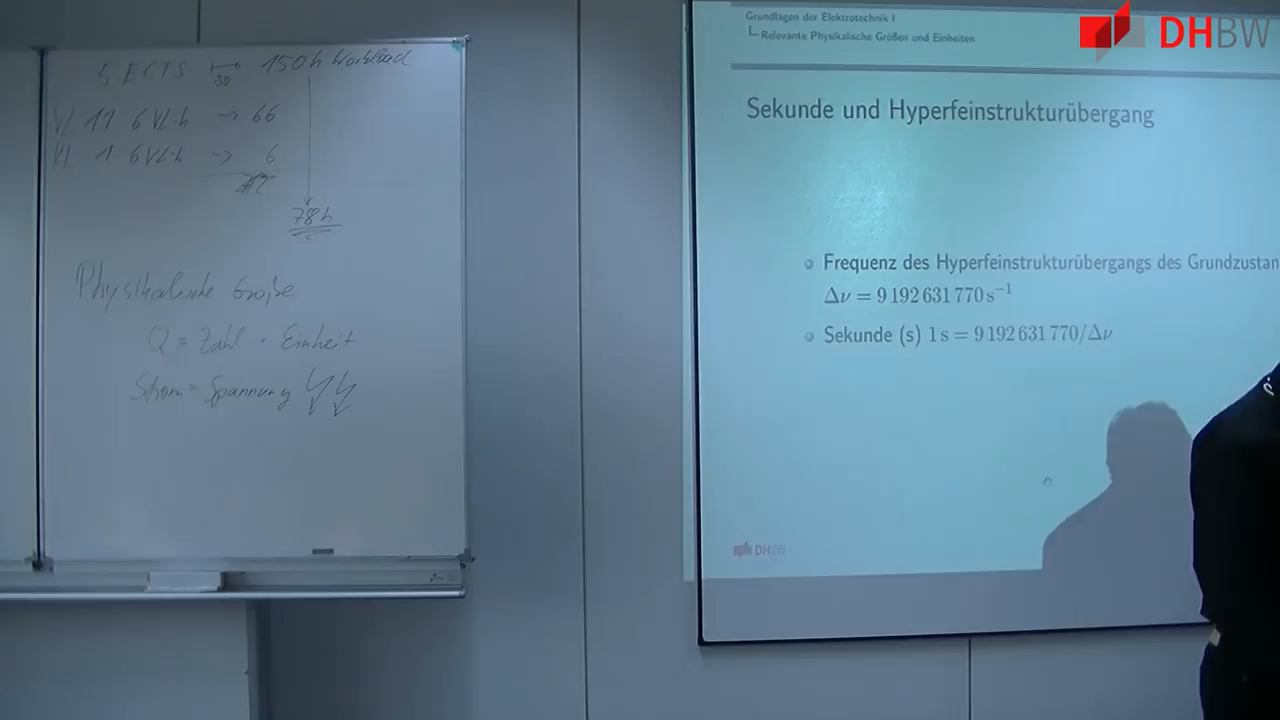 5 ECTS ↦ 150h Workload
30
VL 11 6 VL-h → 66
Kl 1 6 VL-h → 6
78h
Physikalische Größe
Q = Zahl · Einheit
Strom = Spannung
Grundlagen der Elektrotechnik I
Relevante Physikalische Größen und Einheiten
DHBW
Sekunde und Hyperfeinstrukturübergang
Frequenz des Hyperfeinstrukturübergangs des Grundzustan
Δν = 9 192 631 770 s⁻¹
Sekunde (s) 1 s = 9 192 631 770/Δν
DHBW